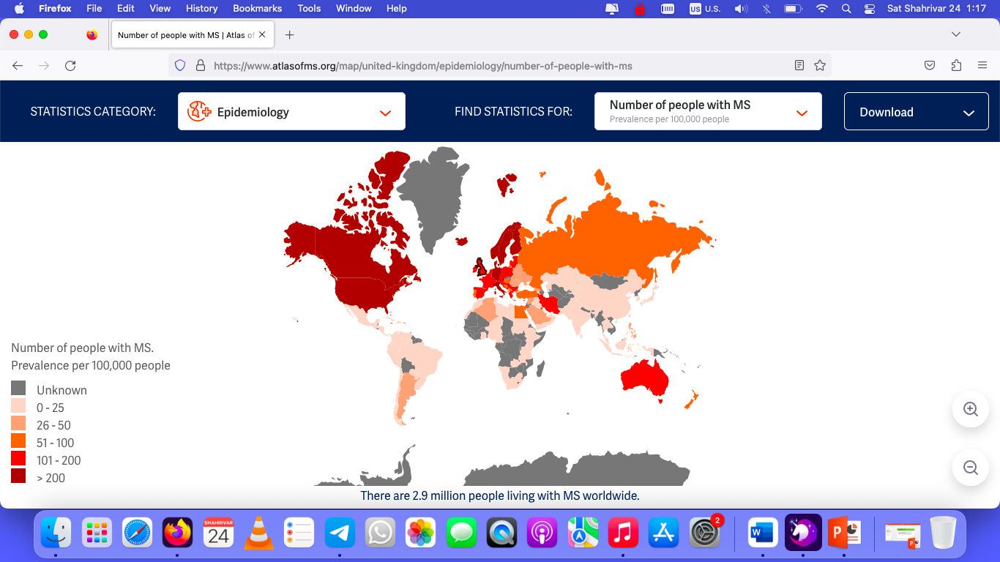 Firefox File Edit View History Bookmarks Tools Window Help US U.S. Sat Shahrivar 24 1:17
Number of people with MS | Atlas of
https://www.atlasofms.org/map/united-kingdom/epidemiology/number-of-people-with-ms
STATISTICS CATEGORY: Epidemiology FIND STATISTICS FOR: Number of people with MS
Prevalence per 100,000 people
Download
Number of people with MS.
Prevalence per 100,000 people
Unknown
0 - 25
26 - 50
51 - 100
101 - 200
> 200
There are 2.9 million people living with MS worldwide.
SHAHRIVAR
24
2
W
P
P